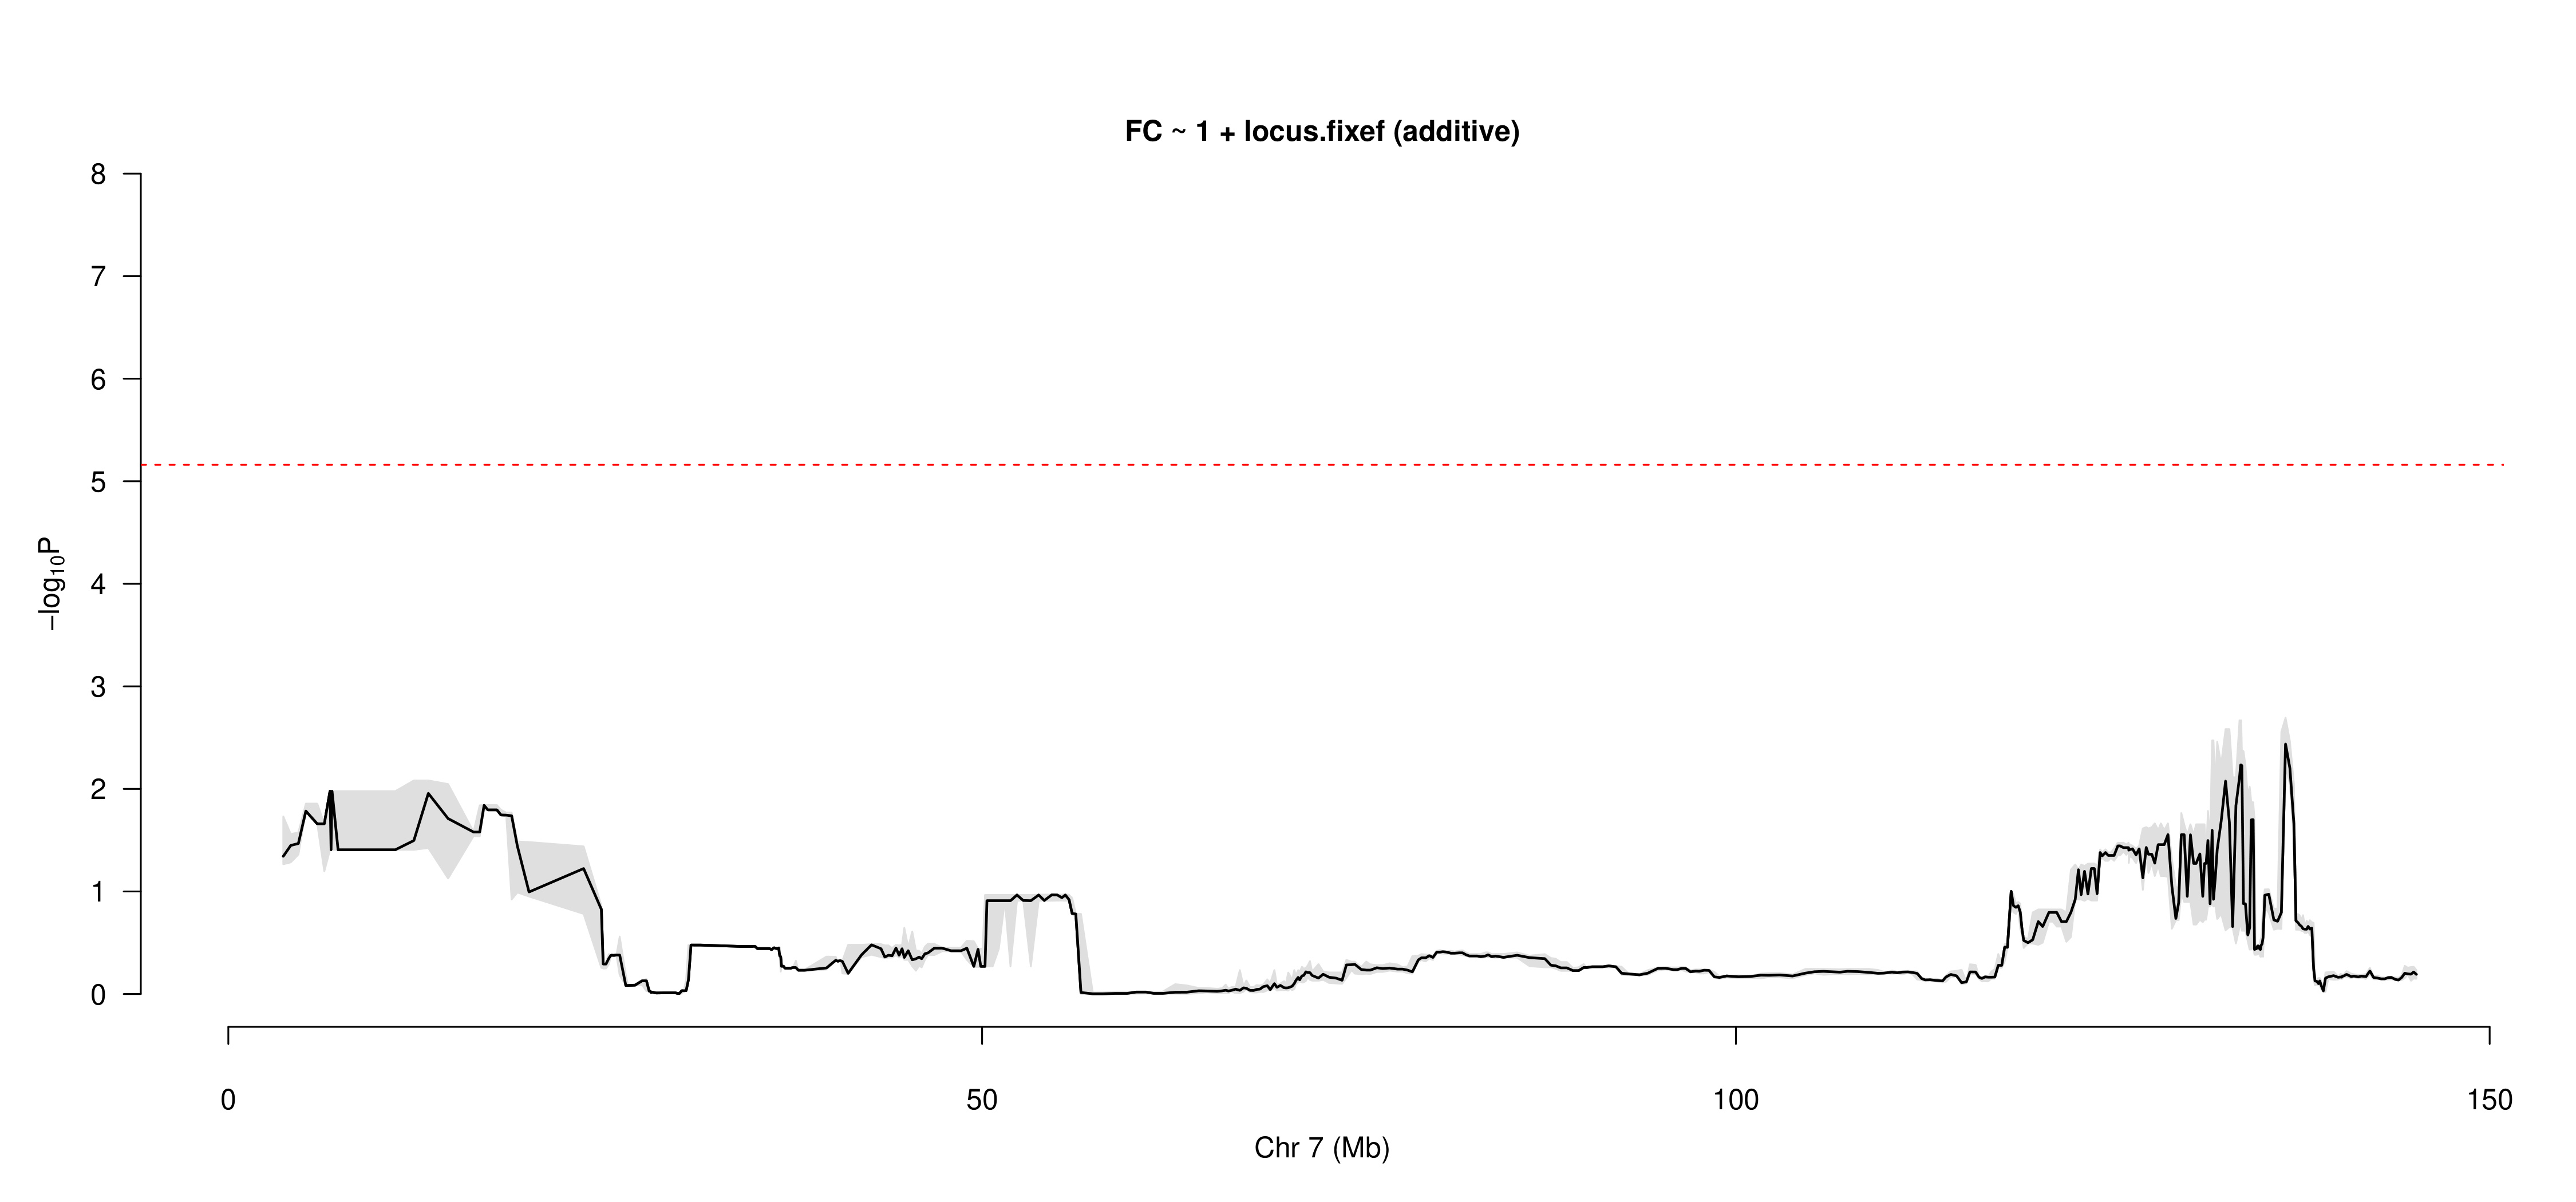 FC ~ 1 + locus.fixef (additive)
8
7
6
5
4
3
2
1
0
−log₁₀P
0 50 100 150
Chr 7 (Mb)